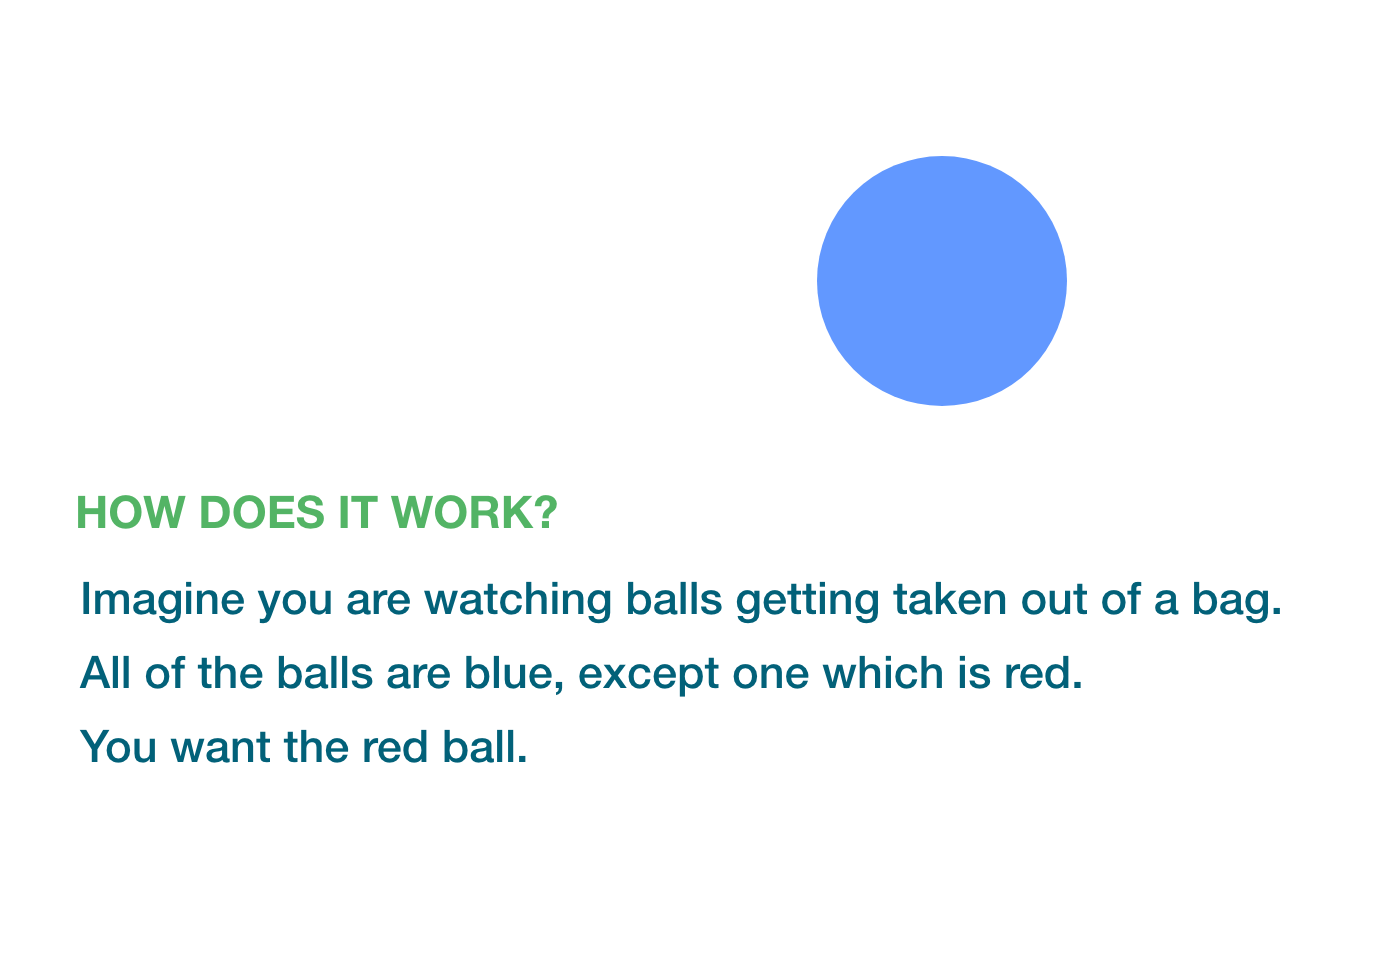 HOW DOES IT WORK?
Imagine you are watching balls getting taken out of a bag.
All of the balls are blue, except one which is red.
You want the red ball.